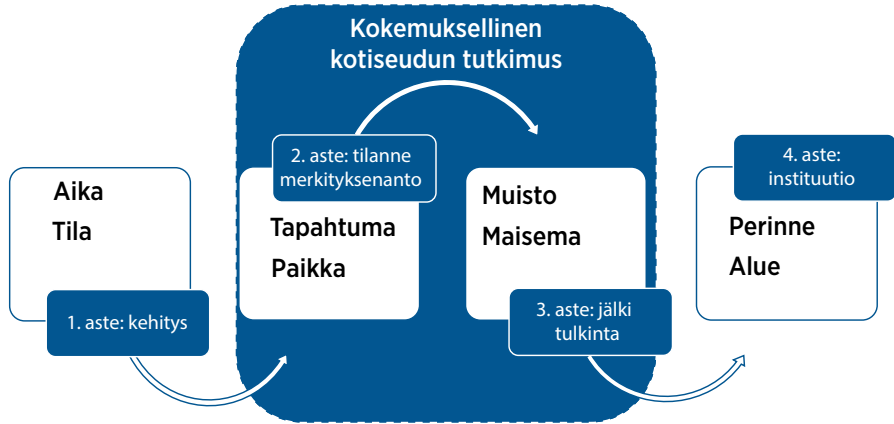 Kokemuksellinen
kotiseudun tutkimus
Aika
Tila
1. aste: kehitys
2. aste: tilanne
merkityksenanto
Tapahtuma
Paikka
Muisto
Maisema
3. aste: jälki
tulkinta
4. aste:
instituutio
Perinne
Alue